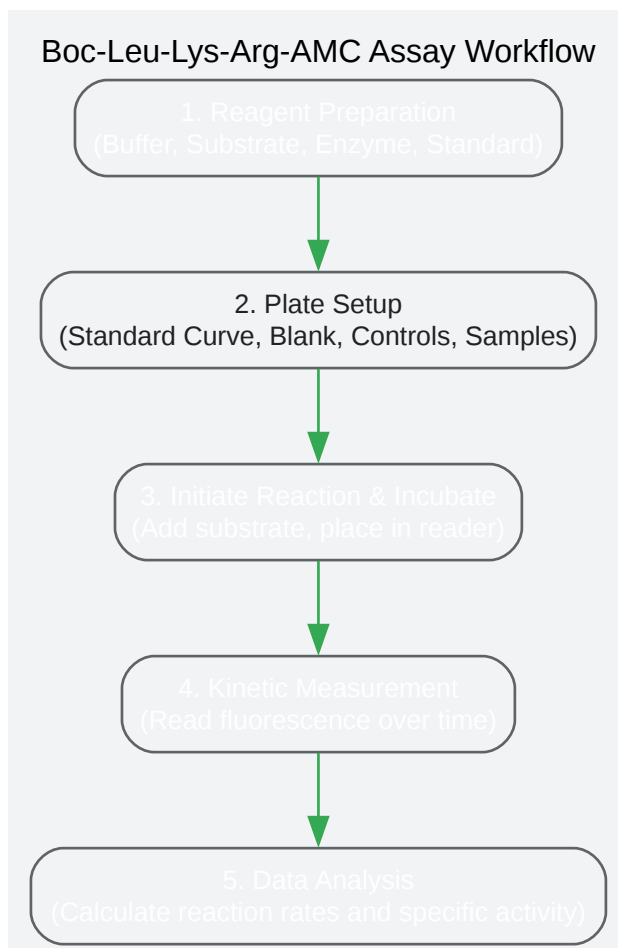 Boc-Leu-Lys-Arg-AMC Assay Workflow
1. Reagent Preparation
(Buffer, Substrate, Enzyme, Standard)
2. Plate Setup
(Standard Curve, Blank, Controls, Samples)
3. Initiate Reaction & Incubate
(Add substrate, place in reader)
4. Kinetic Measurement
(Read fluorescence over time)
5. Data Analysis
(Calculate reaction rates and specific activity)